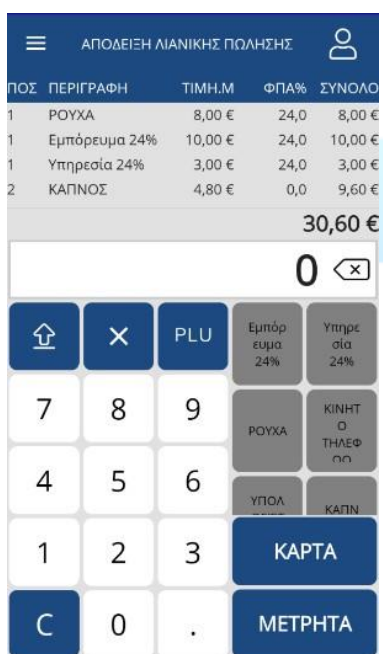 ΑΠΟΔΕΙΞΗ ΛΙΑΝΙΚΗΣ ΠΩΛΗΣΗΣ
ΠΟΣ ΠΕΡΙΓΡΑΦΗ ΤΙΜΗ.Μ ΦΠΑ% ΣΥΝΟΛΟ
1 ΡΟΥΧΑ 8,00 € 24,0 8,00 €
1 Εμπόρευμα 24% 10,00 € 24,0 10,00 €
1 Υπηρεσία 24% 3,00 € 24,0 3,00 €
2 ΚΑΠΝΟΣ 4,80 € 0,0 9,60 €
30,60 €
0
PLU
Εμπόρ
ευμα
24%
Υπηρε
σία
24%
7 8 9
ΡΟΥΧΑ
ΚΙΝΗΤ
Ο
ΤΗΛΕΦ
4 5 6
ΥΠΟΛ
ΚΑΠΝ
1 2 3
ΚΑΡΤΑ
C 0 .
ΜΕΤΡΗΤΑ